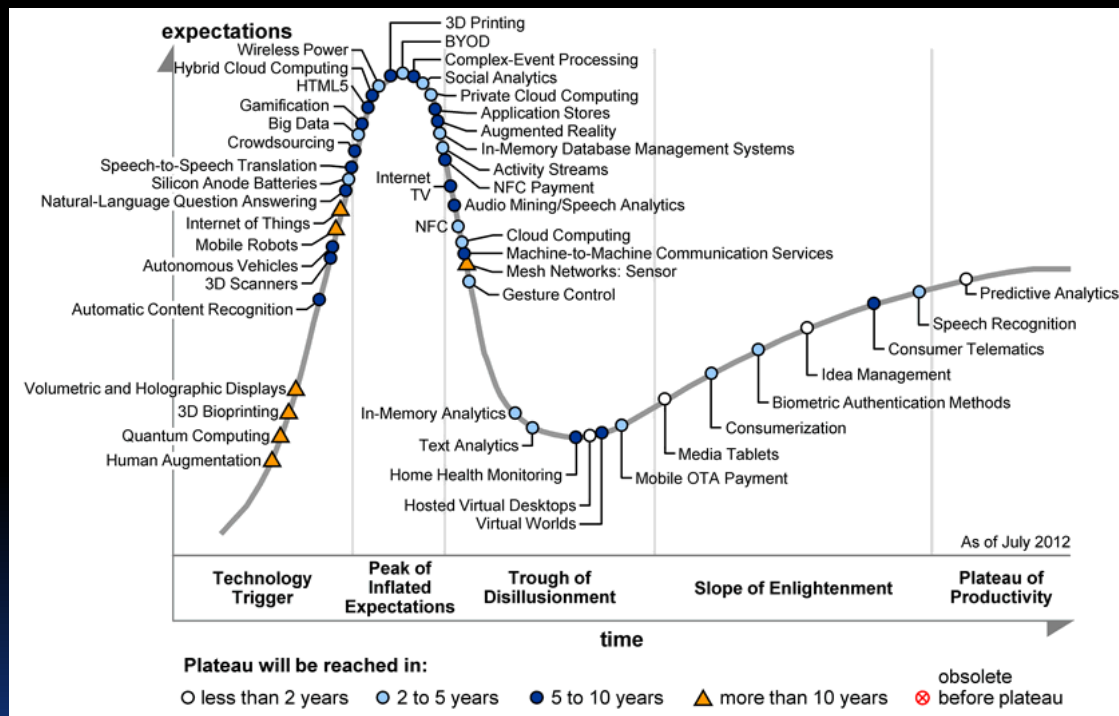 expectations
3D Printing
BYOD
Wireless Power
Complex-Event Processing
Hybrid Cloud Computing
Social Analytics
HTML5
Private Cloud Computing
Gamification
Application Stores
Big Data
Augmented Reality
Crowdsourcing
In-Memory Database Management Systems
Speech-to-Speech Translation
Activity Streams
Silicon Anode Batteries
Internet
TV
NFC Payment
Natural-Language Question Answering
Audio Mining/Speech Analytics
Internet of Things
NFC
Cloud Computing
Mobile Robots
Machine-to-Machine Communication Services
Autonomous Vehicles
Mesh Networks: Sensor
3D Scanners
Gesture Control
Automatic Content Recognition
Predictive Analytics
Speech Recognition
Consumer Telematics
Idea Management
Volumetric and Holographic Displays
Biometric Authentication Methods
3D Bioprinting
In-Memory Analytics
Consumerization
Quantum Computing
Text Analytics
Media Tablets
Human Augmentation
Home Health Monitoring
Mobile OTA Payment
Hosted Virtual Desktops
Virtual Worlds
As of July 2012
Technology
Trigger
Peak of
Inflated
Expectations
Trough of
Disillusionment
Slope of Enlightenment
Plateau of
Productivity
time
Plateau will be reached in:
less than 2 years
2 to 5 years
5 to 10 years
more than 10 years
obsolete
before plateau